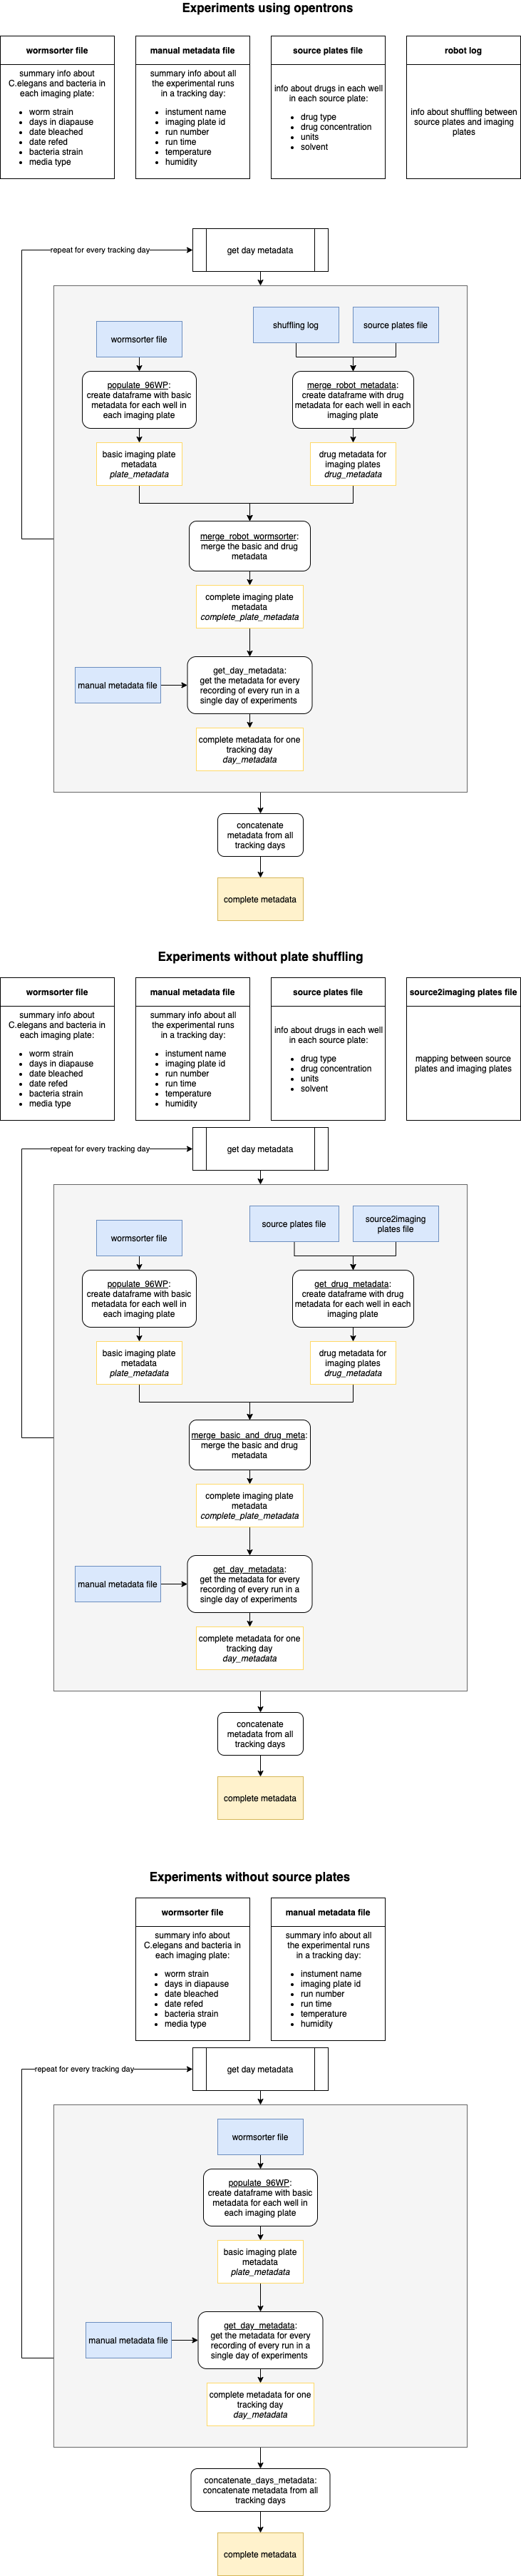 Experiments using opentrons
wormsorter file
summary info about
C.elegans and bacteria in
each imaging plate:
• worm strain
• days in diapause
• date bleached
• date refed
• bacteria strain
• media type
manual metadata file
summary info about all
the experimental runs
in a tracking day:
• instument name
• imaging plate id
• run number
• run time
• temperature
• humidity
source plates file
info about drugs in each well
in each source plate:
• drug type
• drug concentration
• units
• solvent
robot log
info about shuffling between
source plates and imaging
plates
repeat for every tracking day
get day metadata
wormsorter file
shuffling log
source plates file
populate_96WP:
create dataframe with basic
metadata for each well in
each imaging plate
merge_robot_metadata:
create dataframe with drug
metadata for each well in each
imaging plate
basic imaging plate
metadata
plate_metadata
drug metadata for
imaging plates
drug_metadata
merge_robot_wormsorter:
merge the basic and drug
metadata
complete imaging plate
metadata
complete_plate_metadata
manual metadata file
get_day_metadata:
get the metadata for every
recording of every run in a
single day of experiments
complete metadata for one
tracking day
day_metadata
concatenate
metadata from all
tracking days
complete metadata
Experiments without plate shuffling
wormsorter file
summary info about
C.elegans and bacteria in
each imaging plate:
• worm strain
• days in diapause
• date bleached
• date refed
• bacteria strain
• media type
manual metadata file
summary info about all
the experimental runs
in a tracking day:
• instument name
• imaging plate id
• run number
• run time
• temperature
• humidity
source plates file
info about drugs in each well
in each source plate:
• drug type
• drug concentration
• units
• solvent
source2imaging plates file
mapping between source
plates and imaging plates
repeat for every tracking day
get day metadata
wormsorter file
source plates file
source2imaging
plates file
populate_96WP:
create dataframe with basic
metadata for each well in
each imaging plate
get_drug_metadata:
create dataframe with drug
metadata for each well in each
imaging plate
basic imaging plate
metadata
plate_metadata
drug metadata for
imaging plates
drug_metadata
merge_basic_and_drug_meta:
merge the basic and drug
metadata
complete imaging plate
metadata
complete_plate_metadata
manual metadata file
get_day_metadata:
get the metadata for every
recording of every run in a
single day of experiments
complete metadata for one
tracking day
day_metadata
concatenate
metadata from all
tracking days
complete metadata
Experiments without source plates
wormsorter file
summary info about
C.elegans and bacteria in
each imaging plate:
• worm strain
• days in diapause
• date bleached
• date refed
• bacteria strain
• media type
manual metadata file
summary info about all
the experimental runs
in a tracking day:
• instument name
• imaging plate id
• run number
• run time
• temperature
• humidity
repeat for every tracking day
get day metadata
wormsorter file
populate_96WP:
create dataframe with basic
metadata for each well in
each imaging plate
basic imaging plate
metadata
plate_metadata
manual metadata file
get_day_metadata:
get the metadata for every
recording of every run in a
single day of experiments
complete metadata for one
tracking day
day_metadata
concatenate_days_metadata:
concatenate metadata from all
tracking days
complete metadata